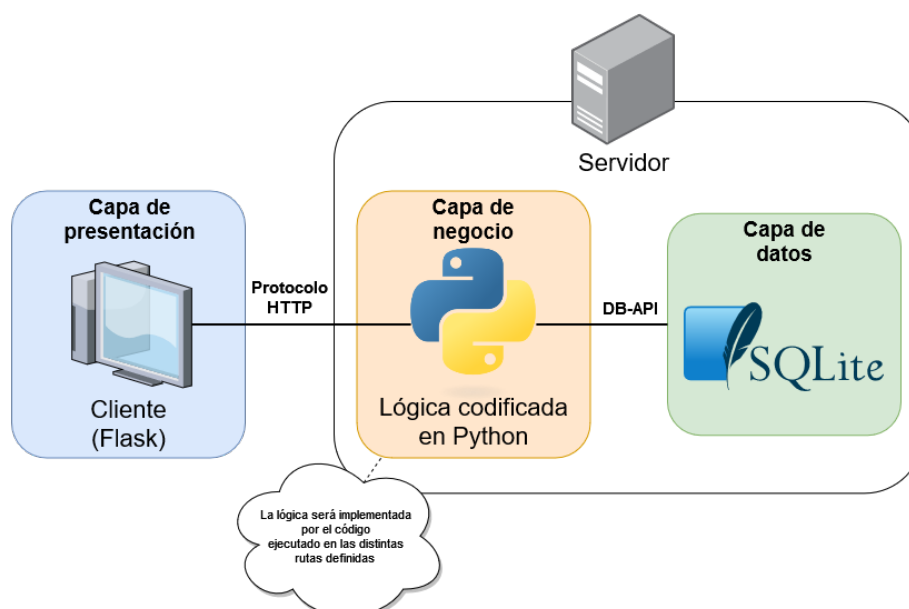 Servidor
Capa de
presentación
Cliente
(Flask)
Protocolo
HTTP
Capa de
negocio
Lógica codificada
en Python
DB-API
Capa de
datos
SQLite
La lógica será implementada
por el código
ejecutado en las distintas
rutas definidas